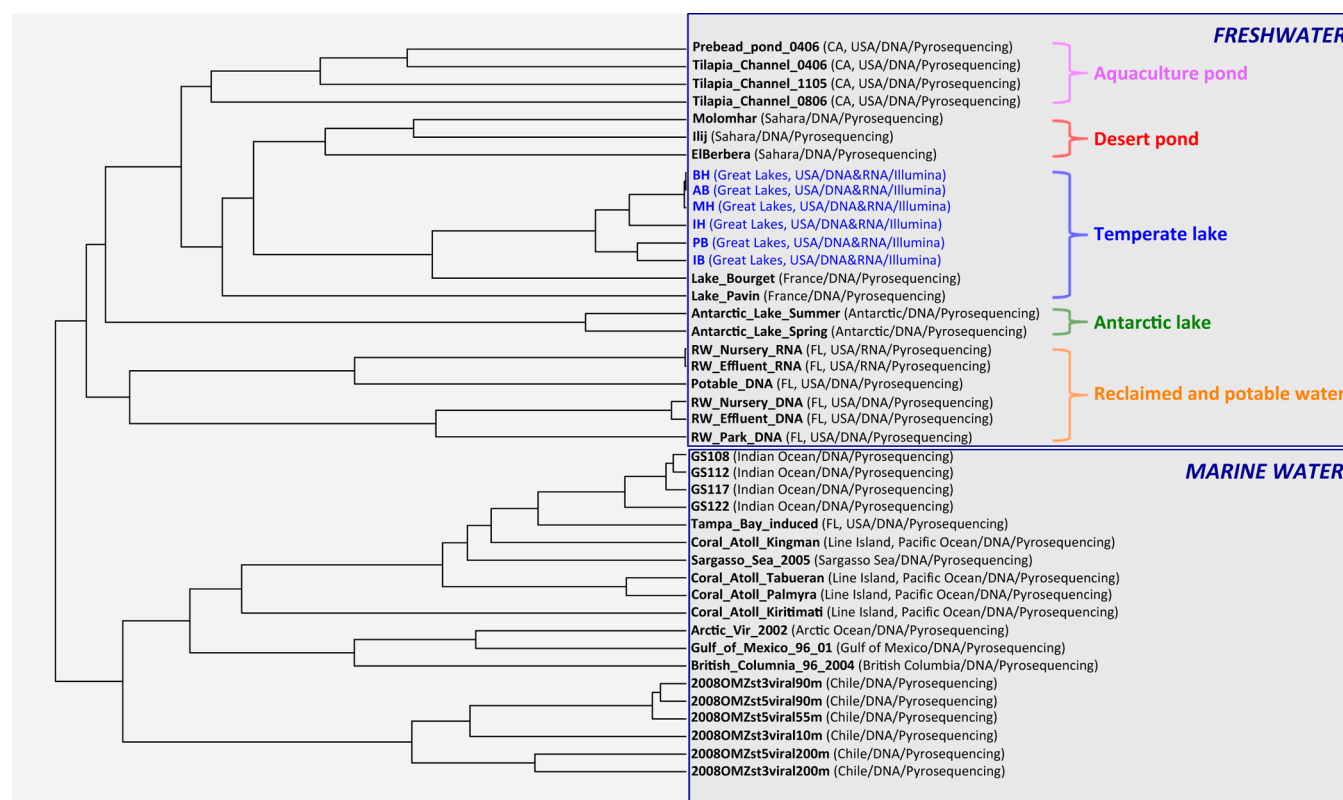 FRESHWATER
Prebead_pond_0406 (CA, USA/DNA/Pyrosequencing)
Tilapia_Channel_0406 (CA, USA/DNA/Pyrosequencing)
Aquaculture pond
Tilapia_Channel_1105 (CA, USA/DNA/Pyrosequencing)
Tilapia_Channel_0806 (CA, USA/DNA/Pyrosequencing)
Molomhar (Sahara/DNA/Pyrosequencing)
Ilij (Sahara/DNA/Pyrosequencing)
Desert pond
ElBerbera (Sahara/DNA/Pyrosequencing)
BH (Great Lakes, USA/DNA&RNA/Illumina)
AB (Great Lakes, USA/DNA&RNA/Illumina)
MH (Great Lakes, USA/DNA&RNA/Illumina)
IH (Great Lakes, USA/DNA&RNA/Illumina)
Temperate lake
PB (Great Lakes, USA/DNA&RNA/Illumina)
IB (Great Lakes, USA/DNA&RNA/Illumina)
Lake_Bourget (France/DNA/Pyrosequencing)
Lake_Pavin (France/DNA/Pyrosequencing)
Antarctic_Lake_Summer (Antarctic/DNA/Pyrosequencing)
Antarctic lake
Antarctic_Lake_Spring (Antarctic/DNA/Pyrosequencing)
RW_Nursery_RNA (FL, USA/RNA/Pyrosequencing)
RW_Effluent_RNA (FL, USA/RNA/Pyrosequencing)
Potable_DNA (FL, USA/DNA/Pyrosequencing)
Reclaimed and potable water
RW_Nursery_DNA (FL, USA/DNA/Pyrosequencing)
RW_Effluent_DNA (FL, USA/DNA/Pyrosequencing)
RW_Park_DNA (FL, USA/DNA/Pyrosequencing)
GS108 (Indian Ocean/DNA/Pyrosequencing)
MARINE WATER
GS112 (Indian Ocean/DNA/Pyrosequencing)
GS117 (Indian Ocean/DNA/Pyrosequencing)
GS122 (Indian Ocean/DNA/Pyrosequencing)
Tampa_Bay_induced (FL, USA/DNA/Pyrosequencing)
Coral_Atoll_Kingman (Line Island, Pacific Ocean/DNA/Pyrosequencing)
Sargasso_Sea_2005 (Sargasso Sea/DNA/Pyrosequencing)
Coral_Atoll_Tabueran (Line Island, Pacific Ocean/DNA/Pyrosequencing)
Coral_Atoll_Palmyra (Line Island, Pacific Ocean/DNA/Pyrosequencing)
Coral_Atoll_Kiritimati (Line Island, Pacific Ocean/DNA/Pyrosequencing)
Arctic_Vir_2002 (Arctic Ocean/DNA/Pyrosequencing)
Gulf_of_Mexico_96_01 (Gulf of Mexico/DNA/Pyrosequencing)
British_Columnia_96_2004 (British Columbia/DNA/Pyrosequencing)
2008OMZst3viral90m (Chile/DNA/Pyrosequencing)
2008OMZst5viral90m (Chile/DNA/Pyrosequencing)
2008OMZst5viral55m (Chile/DNA/Pyrosequencing)
2008OMZst3viral10m (Chile/DNA/Pyrosequencing)
2008OMZst5viral200m (Chile/DNA/Pyrosequencing)
2008OMZst3viral200m (Chile/DNA/Pyrosequencing)